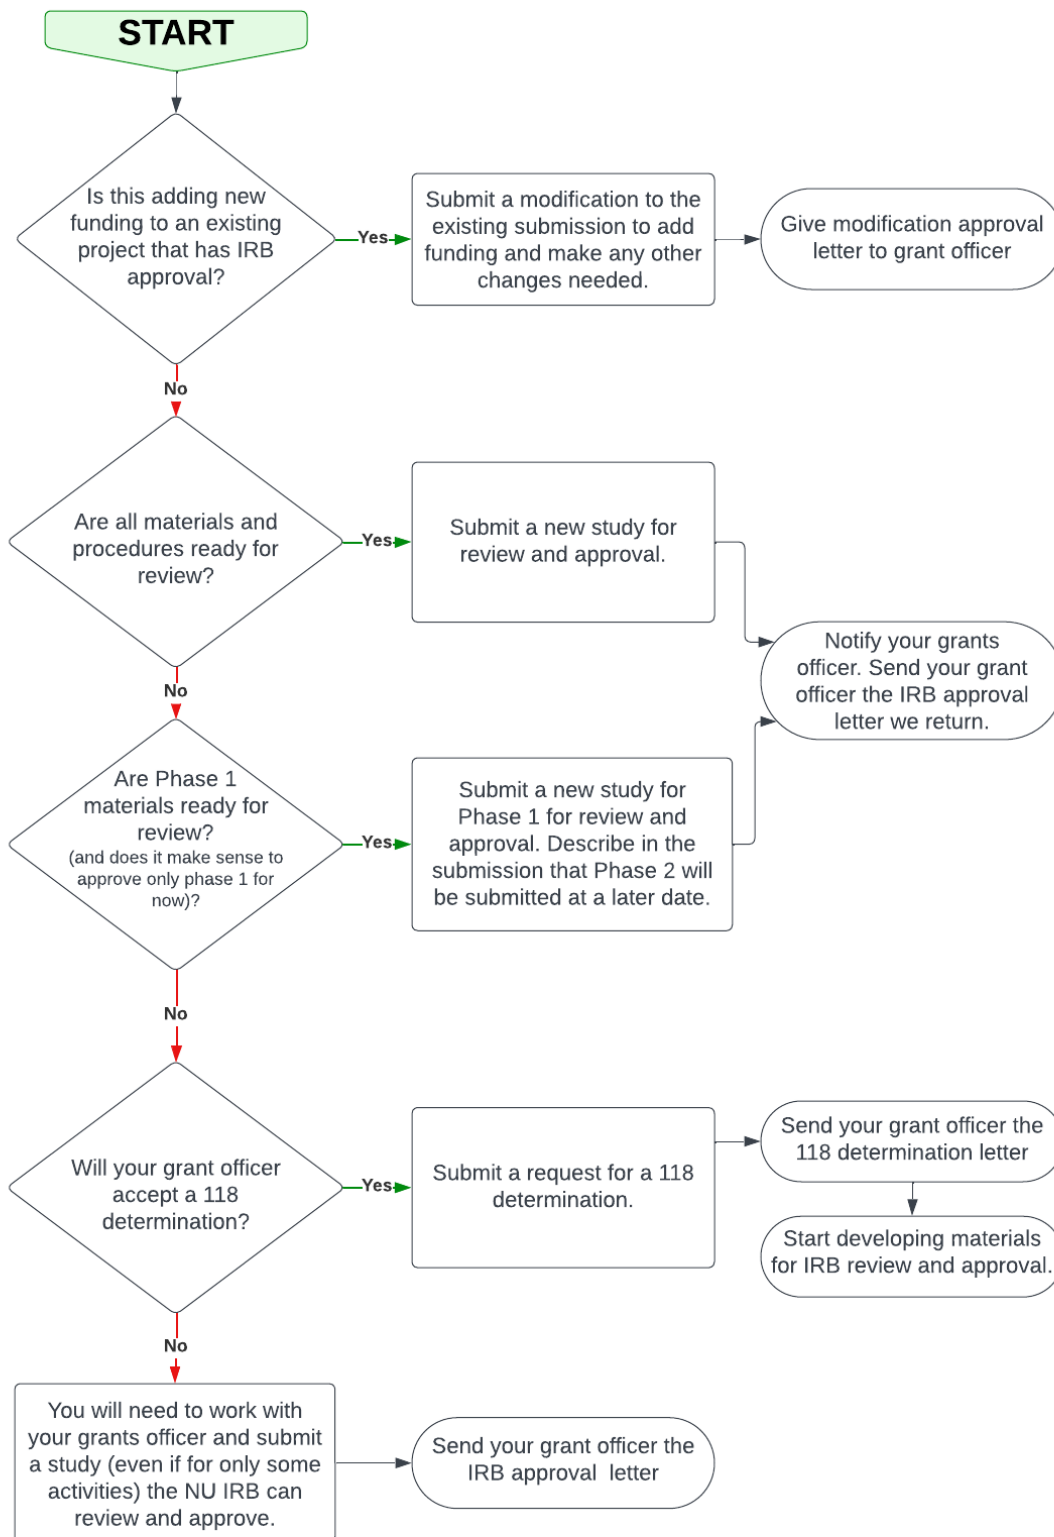 START
Is this adding new
funding to an existing
project that has IRB
approval?
Yes
Submit a modification to the
existing submission to add
funding and make any other
changes needed.
Give modification approval
letter to grant officer
No
Are all materials and
procedures ready for
review?
Yes
Submit a new study for
review and approval.
Notify your grants
officer. Send your grant
officer the IRB approval
letter we return.
No
Are Phase 1
materials ready for
review?
(and does it make sense to
approve only phase 1 for
now)?
Yes
Submit a new study for
Phase 1 for review and
approval. Describe in the
submission that Phase 2 will
be submitted at a later date.
No
Will your grant officer
accept a 118
determination?
Yes
Submit a request for a 118
determination.
Send your grant officer the
118 determination letter
Start developing materials
for IRB review and approval.
No
You will need to work with
your grants officer and submit
a study (even if for only some
activities) the NU IRB can
review and approve.
Send your grant officer the
IRB approval letter